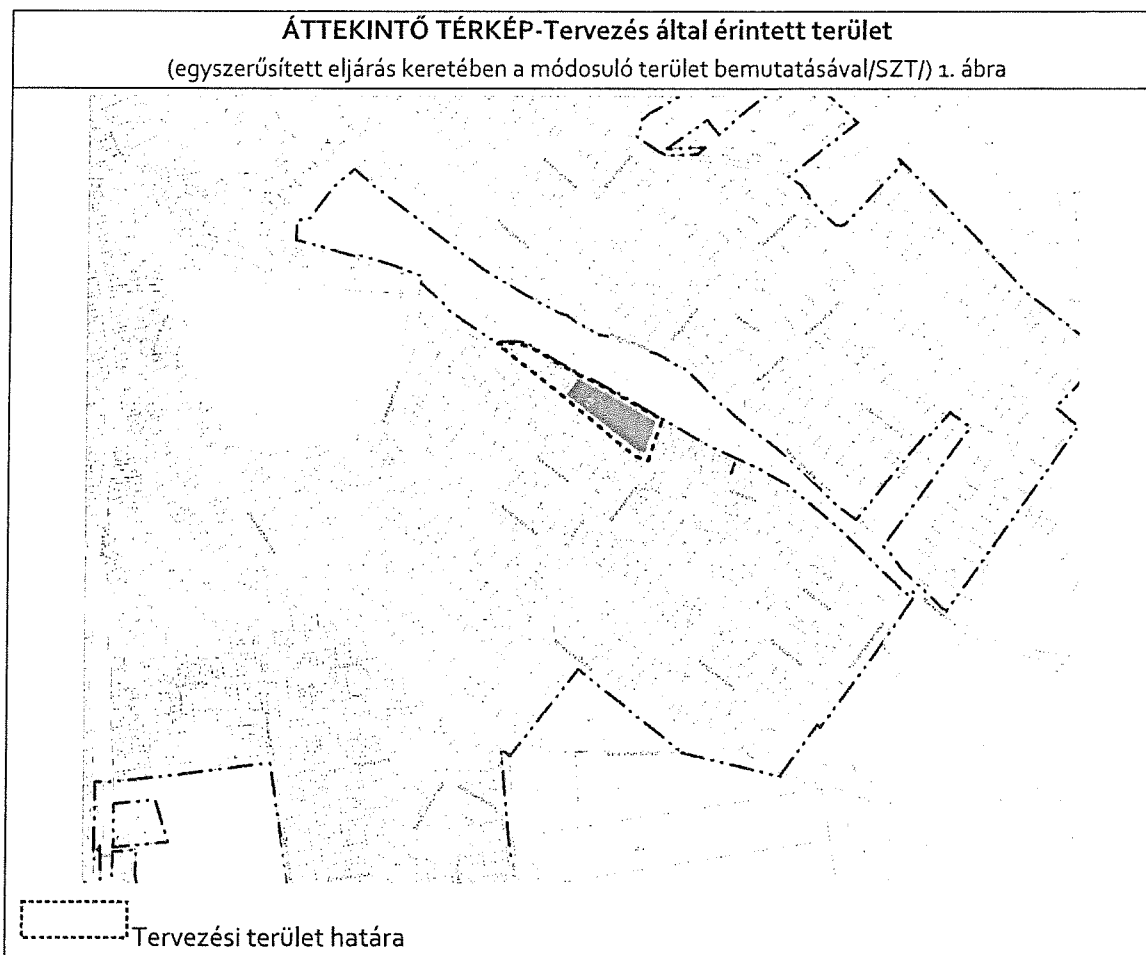 ÁTTEKINTŐ TÉRKÉP-Tervezés által érintett terület
(egyszerűsített eljárás keretében a módosuló terület bemutatásával/SZT/) 1. ábra
Tervezési terület határa